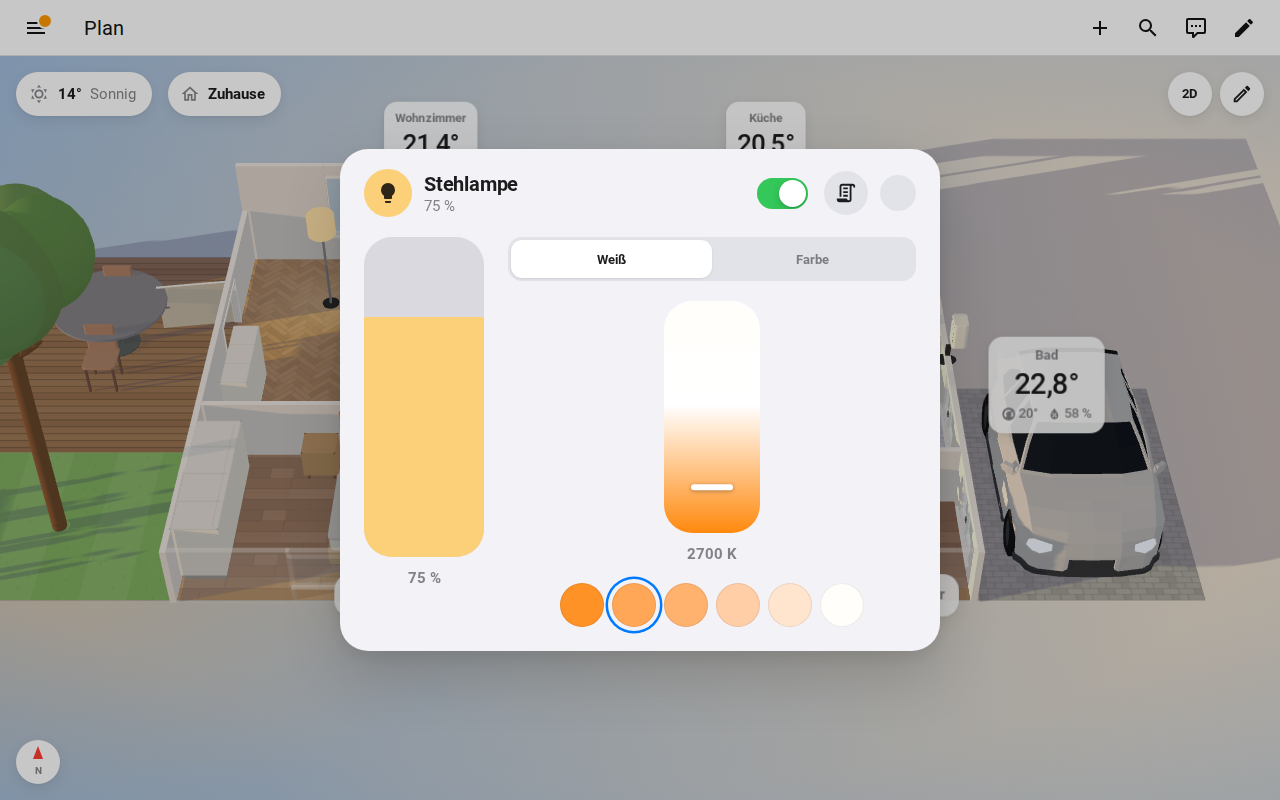 Plan
14° Sonnig
Zuhause
2D
Wohnzimmer
21,4°
Küche
20,5°
Stehlampe
75 %
Weiß
Farbe
Bad
22,8°
20° 58 %
2700 K
75 %
N